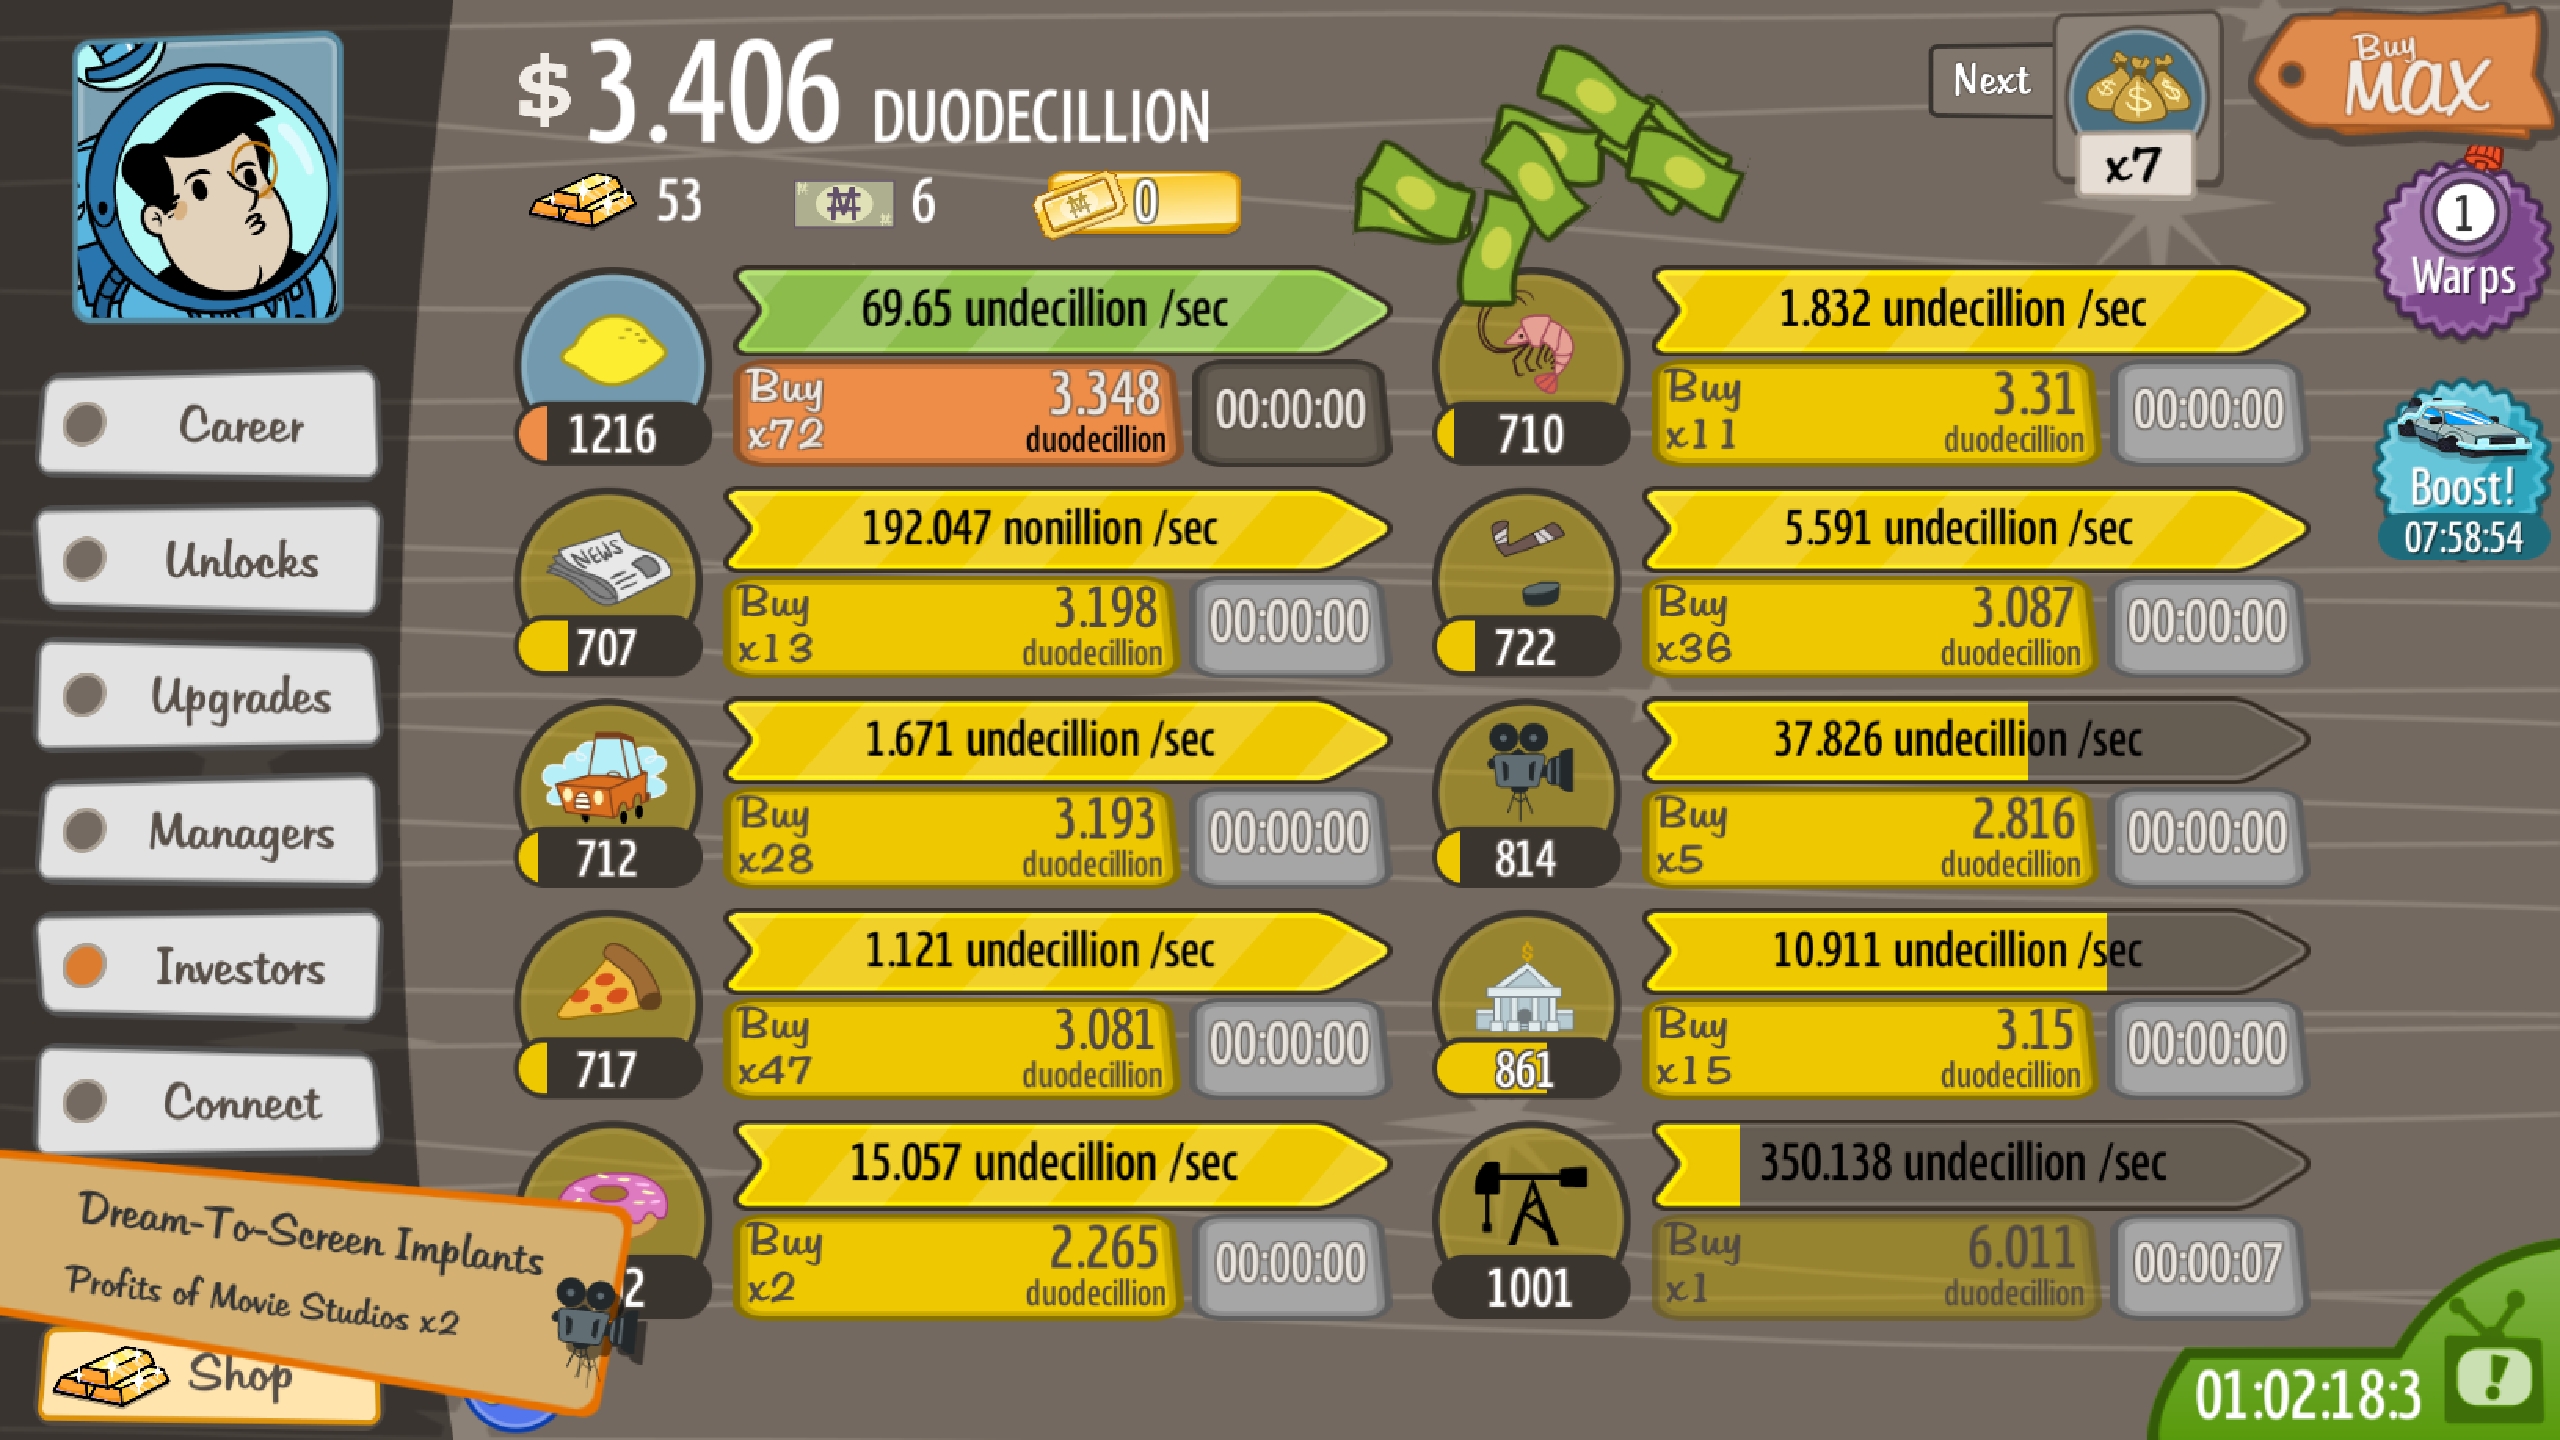 $3.406 DUODECILLION
53
6
0
Next
x7
Buy
MAX
1
Warps
Boost!
07:58:54
Career
Unlocks
Upgrades
Managers
Investors
Connect
Shop
Dream-To-Screen Implants
Profits of Movie Studios x2
69.65 undecillion /sec
Buy 3.348
x72 duodecillion
00:00:00
1216
NEWS
192.047 nonillion /sec
Buy 3.198
x13 duodecillion
00:00:00
707
1.671 undecillion /sec
Buy 3.193
x28 duodecillion
00:00:00
712
1.121 undecillion /sec
Buy 3.081
x47 duodecillion
00:00:00
717
15.057 undecillion /sec
Buy 2.265
x2 duodecillion
00:00:00
2
1.832 undecillion /sec
Buy 3.31
x11 duodecillion
00:00:00
710
5.591 undecillion /sec
Buy 3.087
x36 duodecillion
00:00:00
722
37.826 undecillion /sec
Buy 2.816
x5 duodecillion
00:00:00
814
10.911 undecillion /sec
Buy 3.15
x15 duodecillion
00:00:00
861
350.138 undecillion /sec
Buy 6.011
x1 duodecillion
00:00:07
1001
01:02:18:3